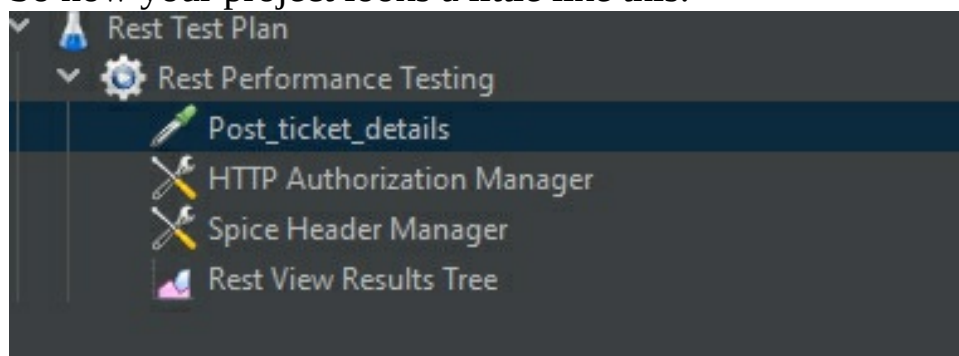 So now your project looks a little like this:
Rest Test Plan
Rest Performance Testing
Post_ticket_details
HTTP Authorization Manager
Spice Header Manager
Rest View Results Tree